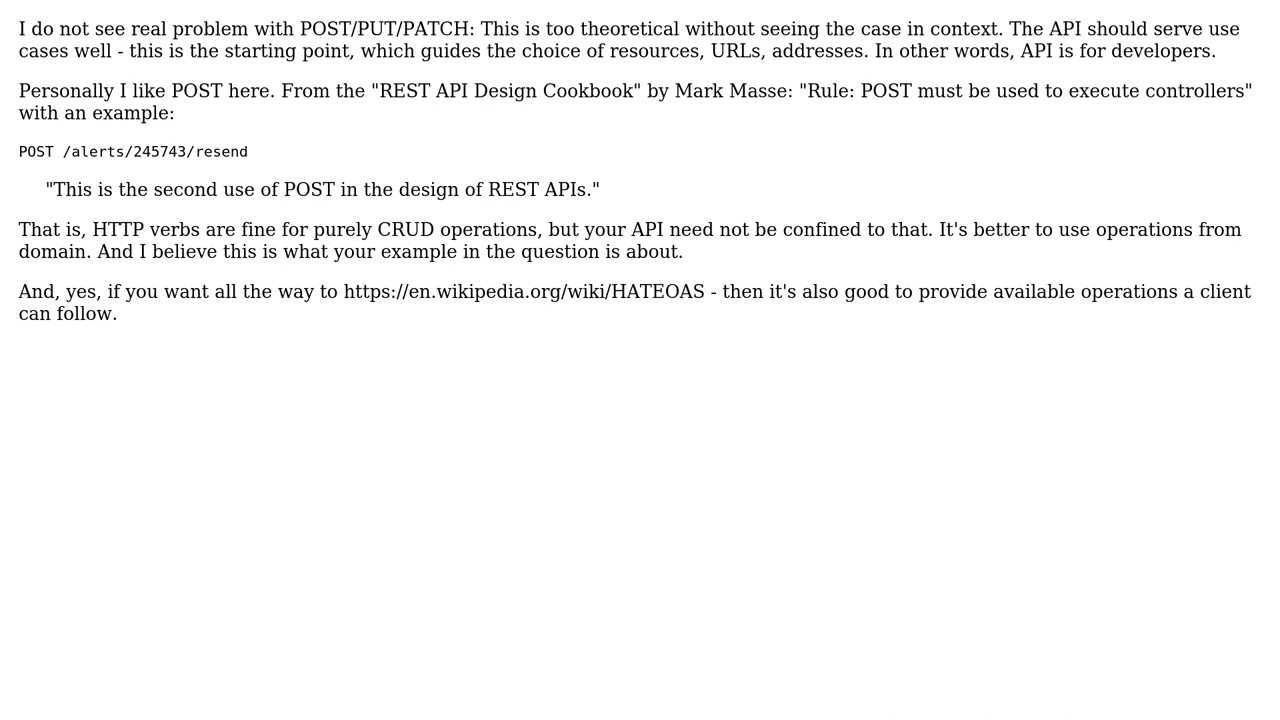 I do not see real problem with POST/PUT/PATCH: This is too theoretical without seeing the case in context. The API should serve use
cases well - this is the starting point, which guides the choice of resources, URLs, addresses. In other words, API is for developers.
Personally I like POST here. From the "REST API Design Cookbook" by Mark Masse: "Rule: POST must be used to execute controllers"
with an example:
POST /alerts/245743/resend
"This is the second use of POST in the design of REST APIs."
That is, HTTP verbs are fine for purely CRUD operations, but your API need not be confined to that. It's better to use operations from
domain. And I believe this is what your example in the question is about.
And, yes, if you want all the way to https://en.wikipedia.org/wiki/HATEOAS - then it's also good to provide available operations a client
can follow.